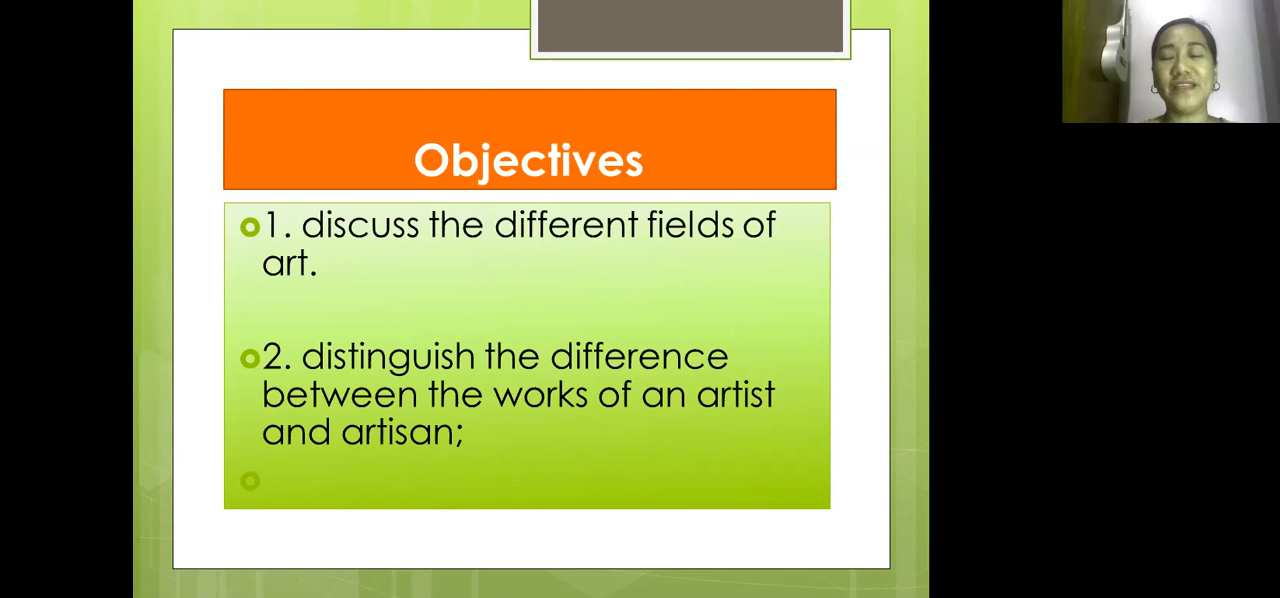 Objectives
1. discuss the different fields of
art.
2. distinguish the difference
between the works of an artist
and artisan;